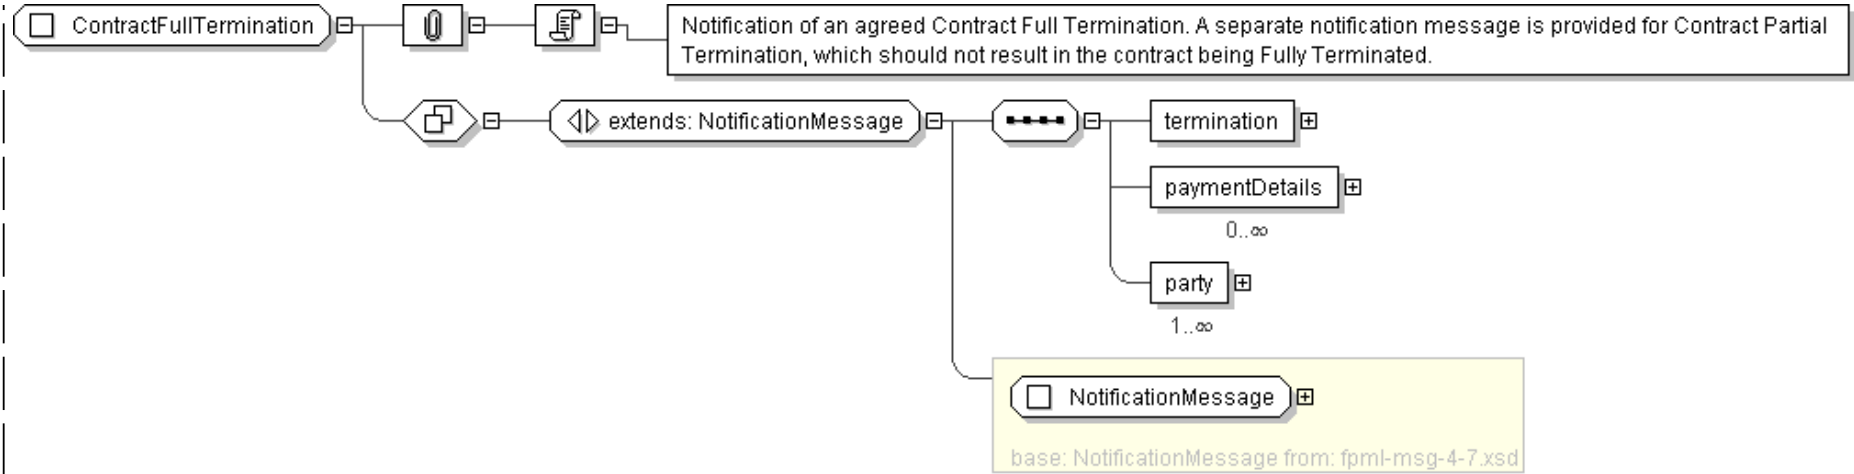 ContractFullTermination
Notification of an agreed Contract Full Termination. A separate notification message is provided for Contract Partial
Termination, which should not result in the contract being Fully Terminated.
extends: NotificationMessage
termination
paymentDetails
0..∞
party
1..∞
NotificationMessage
base: NotificationMessage from: fpml-msg-4-7.xsd